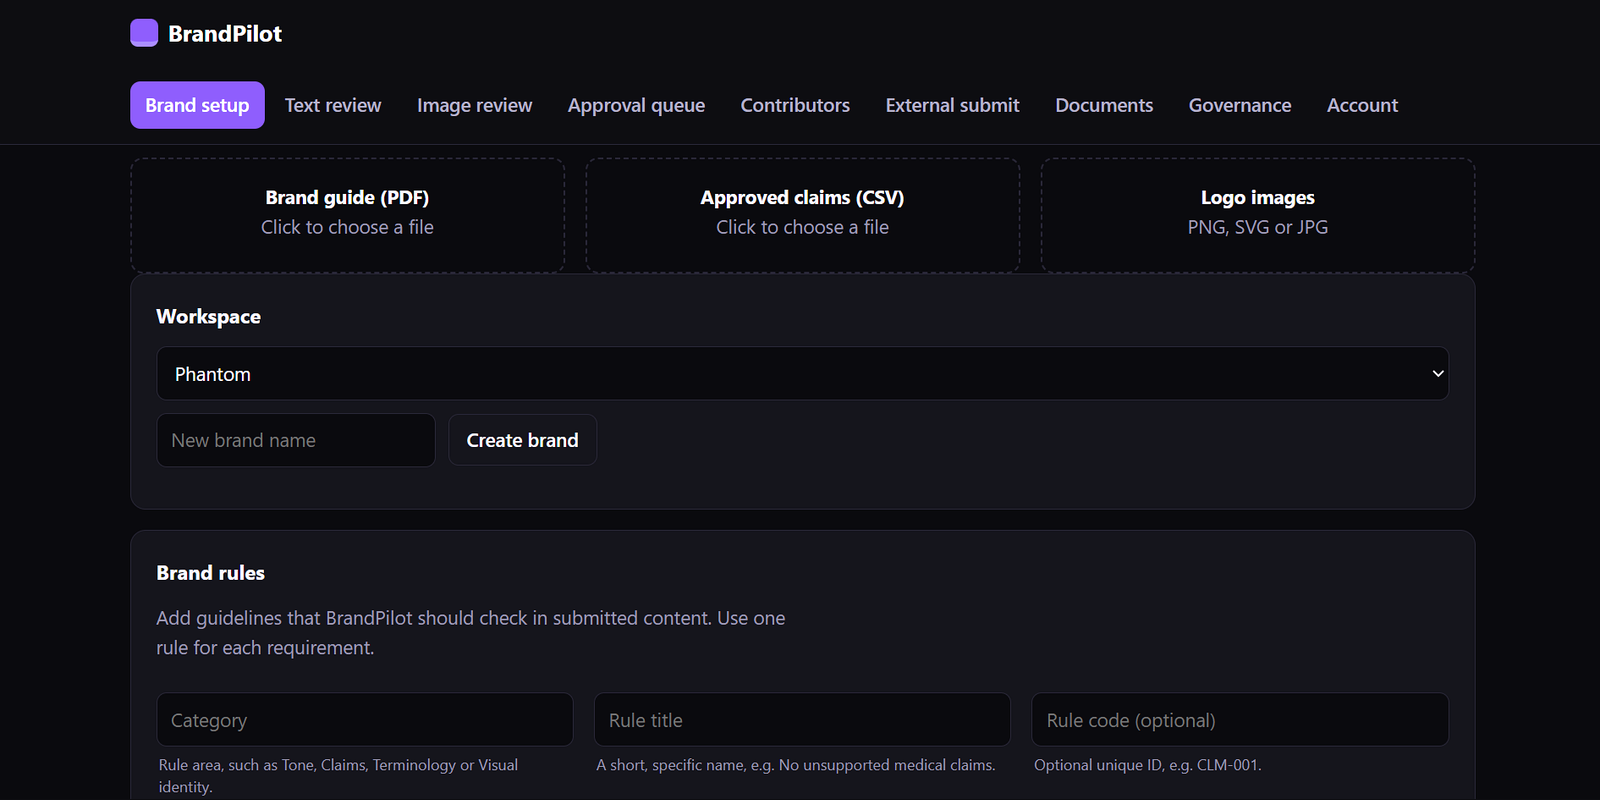 BrandPilot
Brand setup
Text review
Image review
Approval queue
Contributors
External submit
Documents
Governance
Account
Brand guide (PDF)
Click to choose a file
Approved claims (CSV)
Click to choose a file
Logo images
PNG, SVG or JPG
Workspace
Phantom
New brand name
Create brand
Brand rules
Add guidelines that BrandPilot should check in submitted content. Use one
rule for each requirement.
Category
Rule title
Rule code (optional)
Rule area, such as Tone, Claims, Terminology or Visual
identity.
A short, specific name, e.g. No unsupported medical claims.
Optional unique ID, e.g. CLM-001.